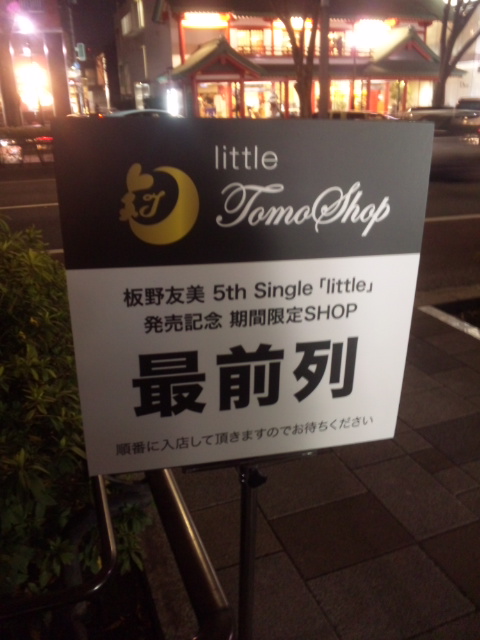 little
TomoShop
板野友美 5th Single「little」
発売記念 期間限定SHOP
最前列
順番に入店して頂きますのでお待ちください